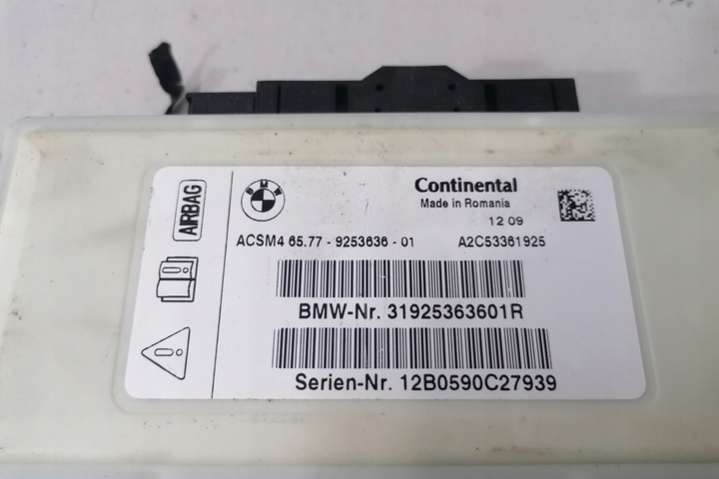 AIRBAG
BMW
Continental
Made in Romania
12 09
ACSM4 65.77 - 9253636 - 01 A2C53361925
BMW-Nr. 31925363601R
Serien-Nr. 12B0590C27939